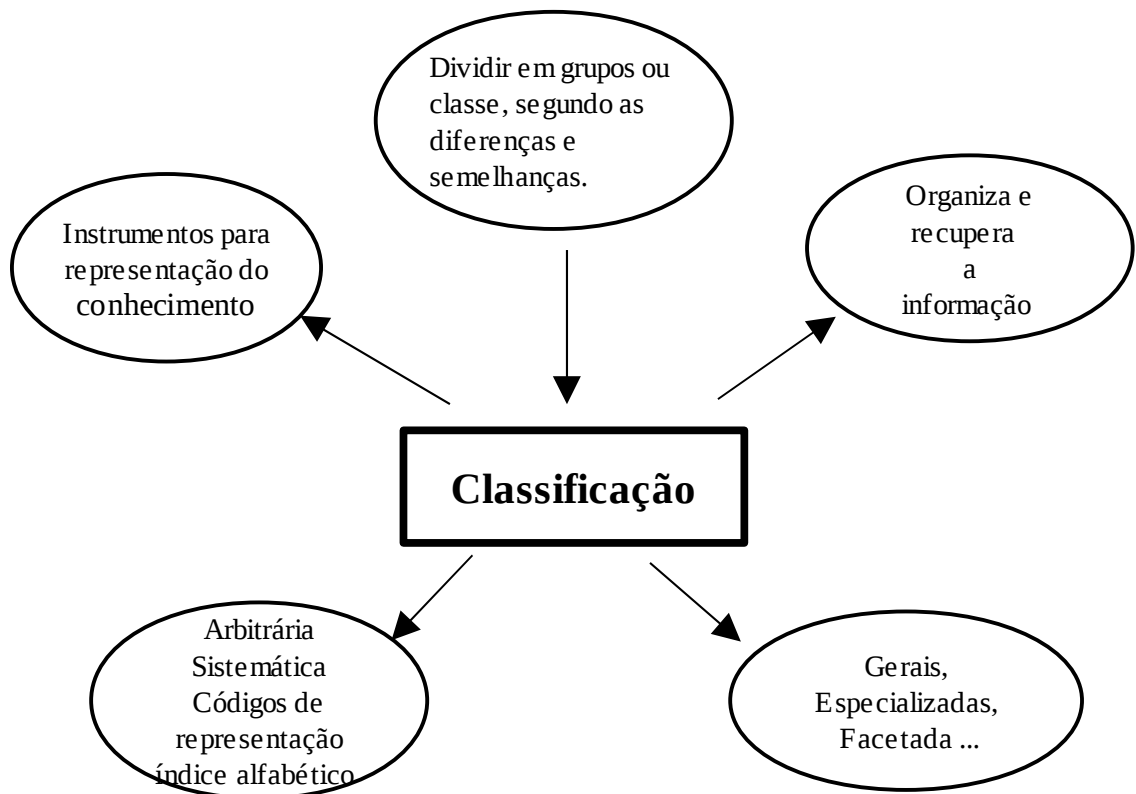 Dividir em grupos ou
classe, segundo as
diferenças e
semelhanças.
Instrumentos para
representação do
conhecimento
Organiza e
recupera
a
informação
Classificação
Arbitrária
Sistemática
Códigos de
representação
índice alfabético
Gerais,
Especializadas,
Facetada ...